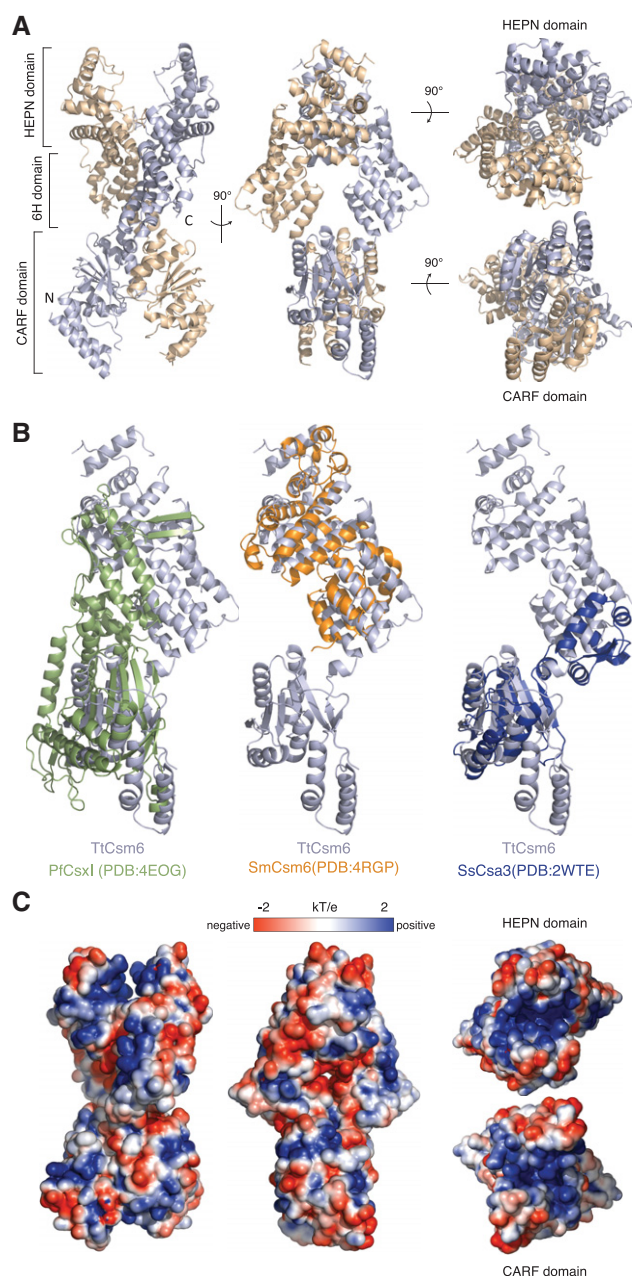 A
HEPN domain
6H domain
CARF domain
N
C
90°
90°
90°
HEPN domain
CARF domain
B
TtCsm6
PfCsxI (PDB:4EOG)
TtCsm6
SmCsm6(PDB:4RGP)
TtCsm6
SsCsa3(PDB:2WTE)
C
-2 kT/e 2
negative positive
HEPN domain
CARF domain